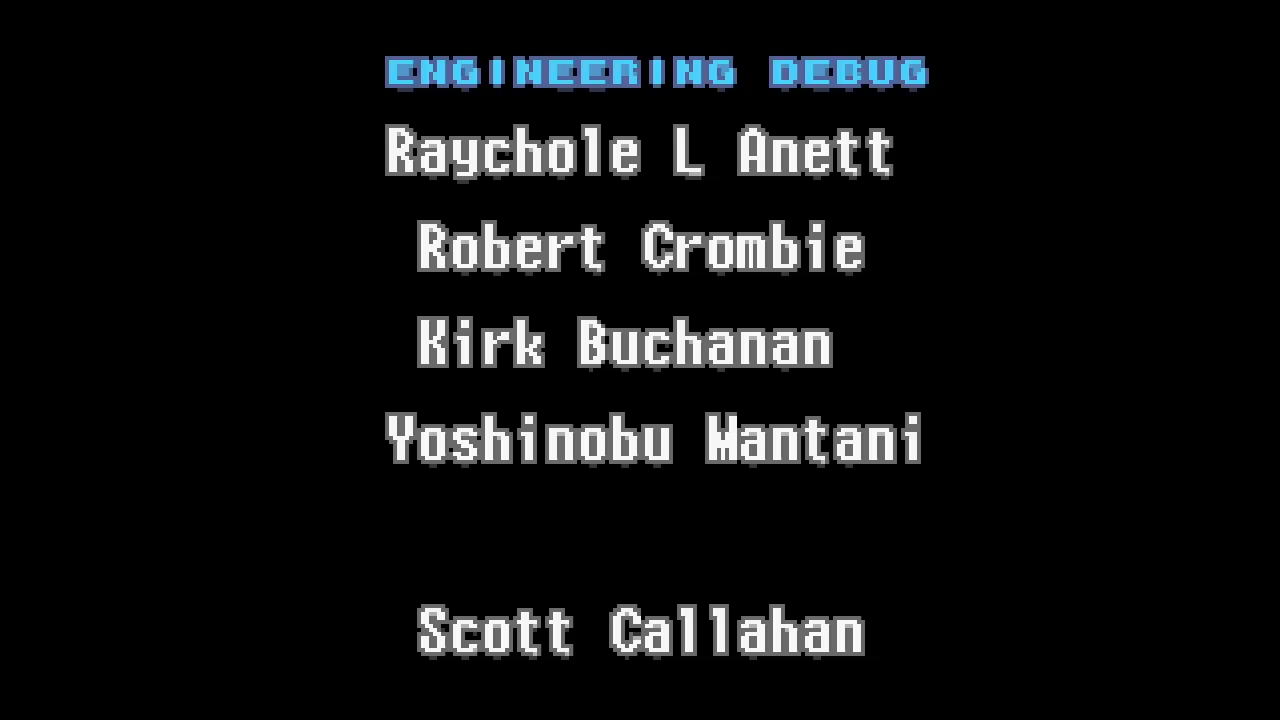 ENGINEERING DEBUG
Raychole L Anett
Robert Crombie
Kirk Buchanan
Yoshinobu Mantani
Scott Callahan